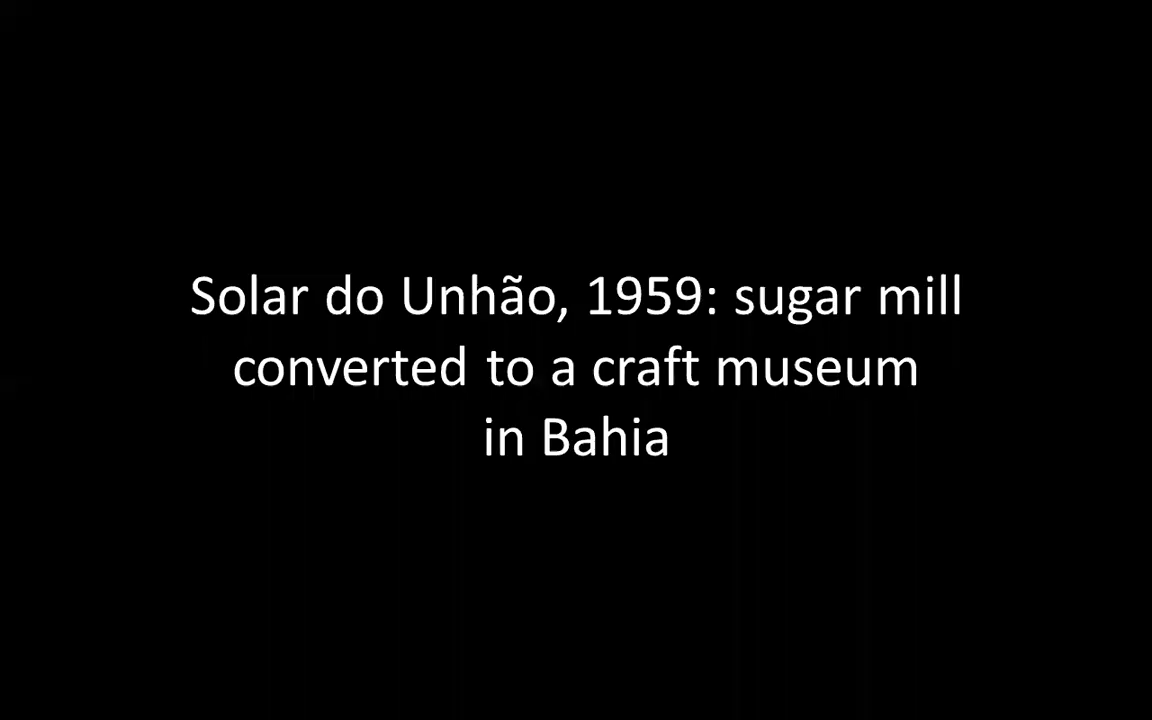 Solar do Unhão, 1959: sugar mill
converted to a craft museum
in Bahia